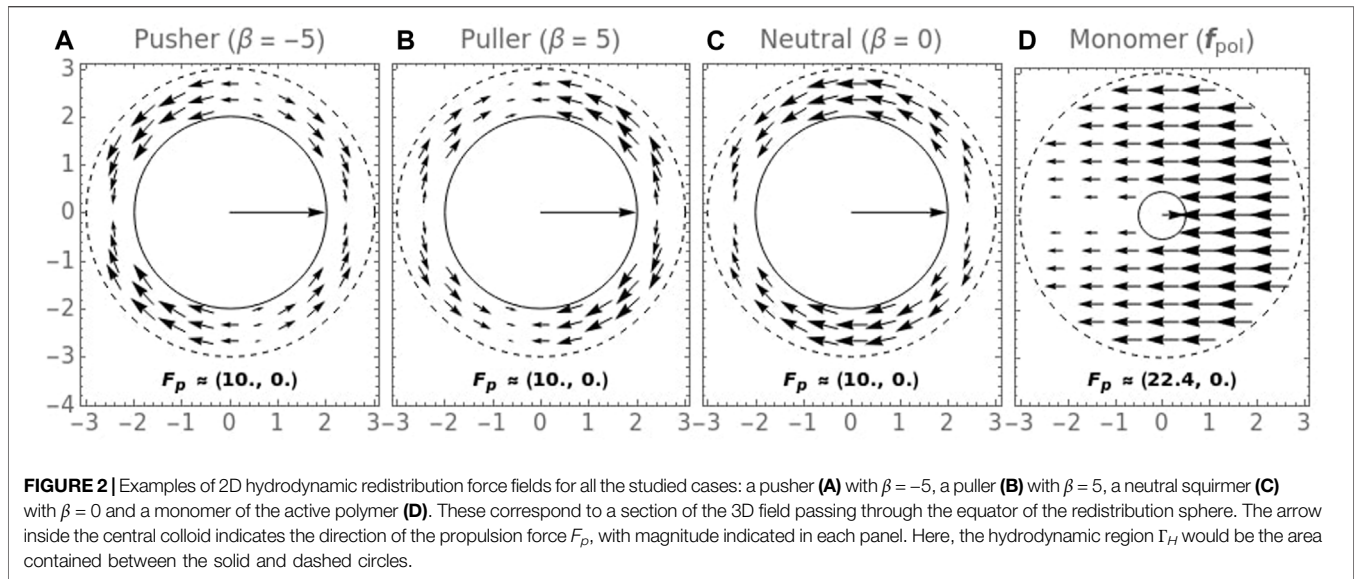 A Pusher (β = −5) B Puller (β = 5) C Neutral (β = 0) D Monomer (f_pol)
3
2
1
0
−1
−2
−3
−4
F_p ≈ (10., 0.) F_p ≈ (10., 0.) F_p ≈ (10., 0.) F_p ≈ (22.4, 0.)
−3 −2 −1 0 1 2 3 −3 −2 −1 0 1 2 3 −3 −2 −1 0 1 2 3 −3 −2 −1 0 1 2 3
FIGURE 2 | Examples of 2D hydrodynamic redistribution force fields for all the studied cases: a pusher (A) with β = −5, a puller (B) with β = 5, a neutral squirmer (C)
with β = 0 and a monomer of the active polymer (D). These correspond to a section of the 3D field passing through the equator of the redistribution sphere. The arrow
inside the central colloid indicates the direction of the propulsion force F_p, with magnitude indicated in each panel. Here, the hydrodynamic region Γ_H would be the area
contained between the solid and dashed circles.